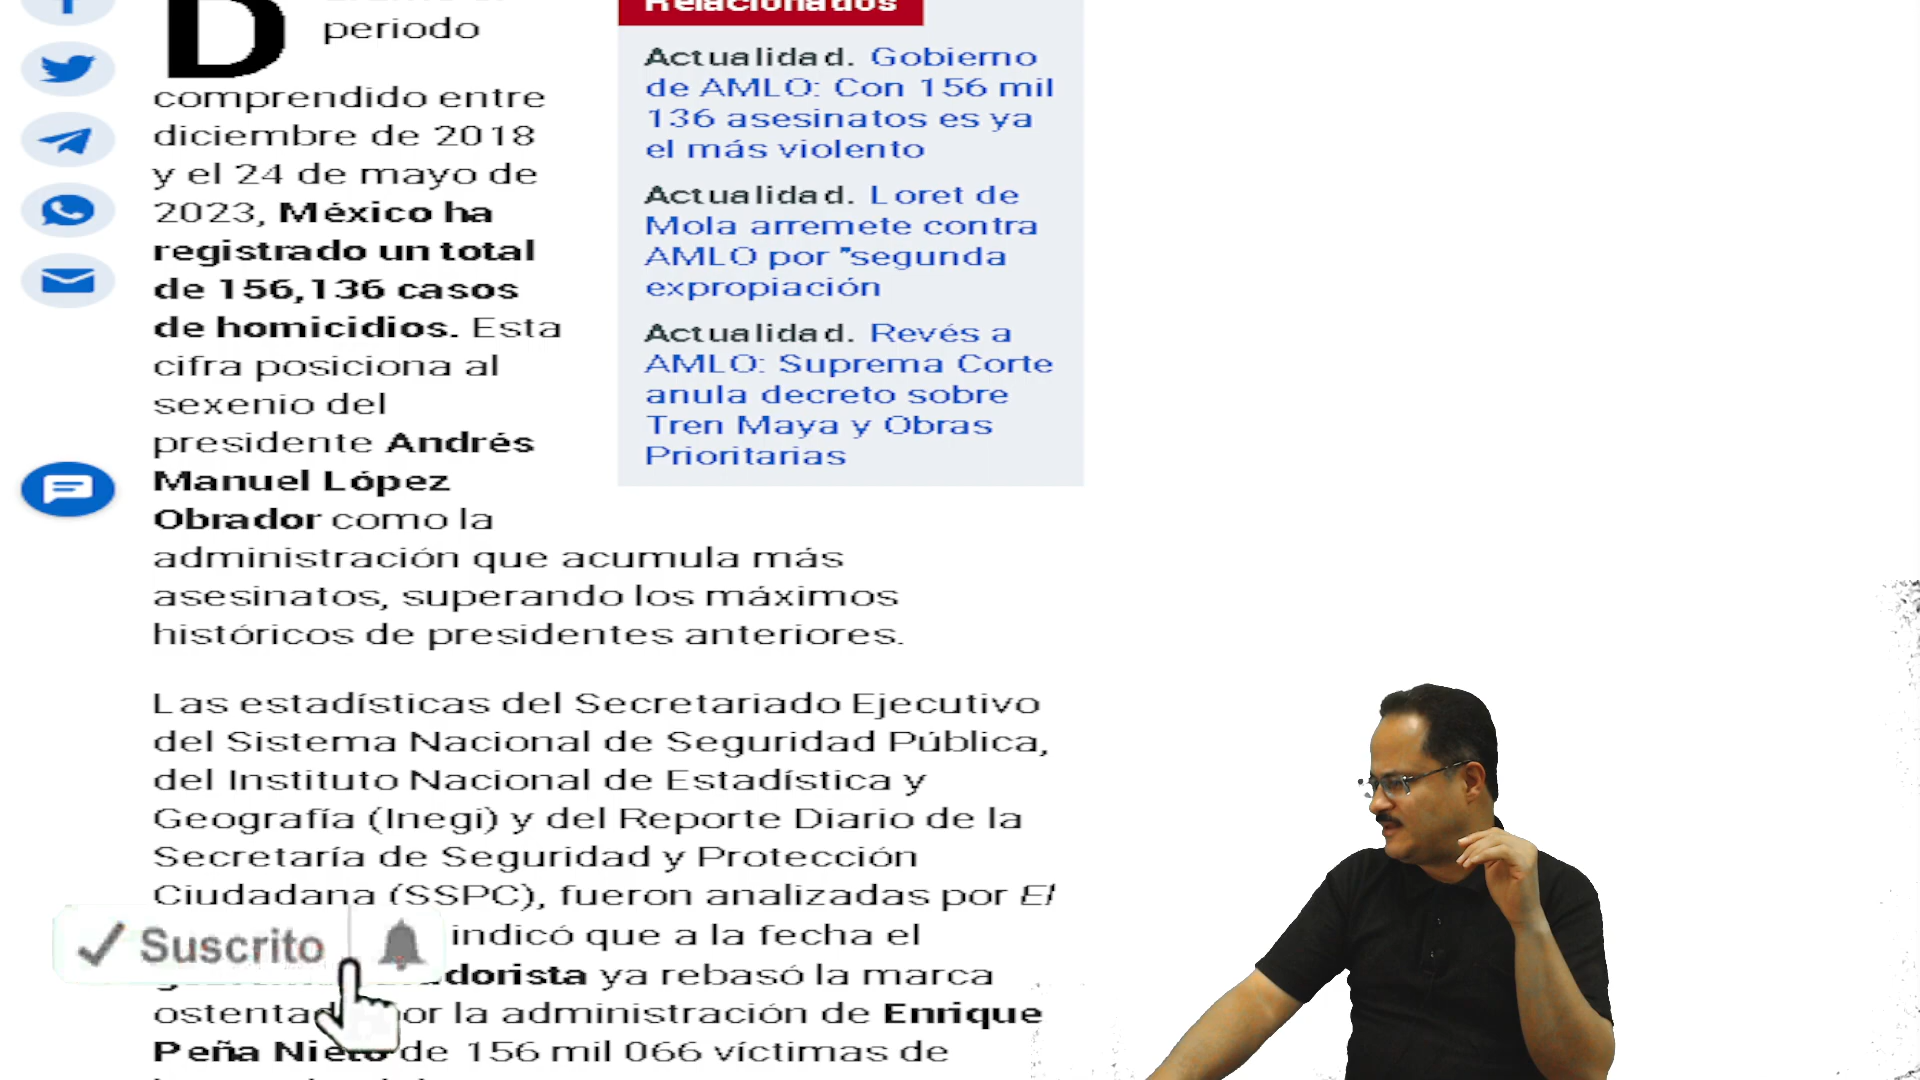 periodo
comprendido entre
diciembre de 2018
y el 24 de mayo de
2023, México ha
registrado un total
de 156,136 casos
de homicidios. Esta
cifra posiciona al
sexenio del
presidente Andrés
Manuel López
Obrador como la
administración que acumula más
asesinatos, superando los máximos
históricos de presidentes anteriores.
Relacionados
Actualidad. Gobierno
de AMLO: Con 156 mil
136 asesinatos es ya
el más violento
Actualidad. Loret de
Mola arremete contra
AMLO por "segunda
expropiación
Actualidad. Revés a
AMLO: Suprema Corte
anula decreto sobre
Tren Maya y Obras
Prioritarias
Las estadísticas del Secretariado Ejecutivo
del Sistema Nacional de Seguridad Pública,
del Instituto Nacional de Estadística y
Geografía (Inegi) y del Reporte Diario de la
Secretaría de Seguridad y Protección
Ciudadana (SSPC), fueron analizadas por El
indicó que a la fecha el
ya rebasó la marca
por la administración de Enrique
Peña Nieto de 156 mil 066 víctimas de
Suscrito